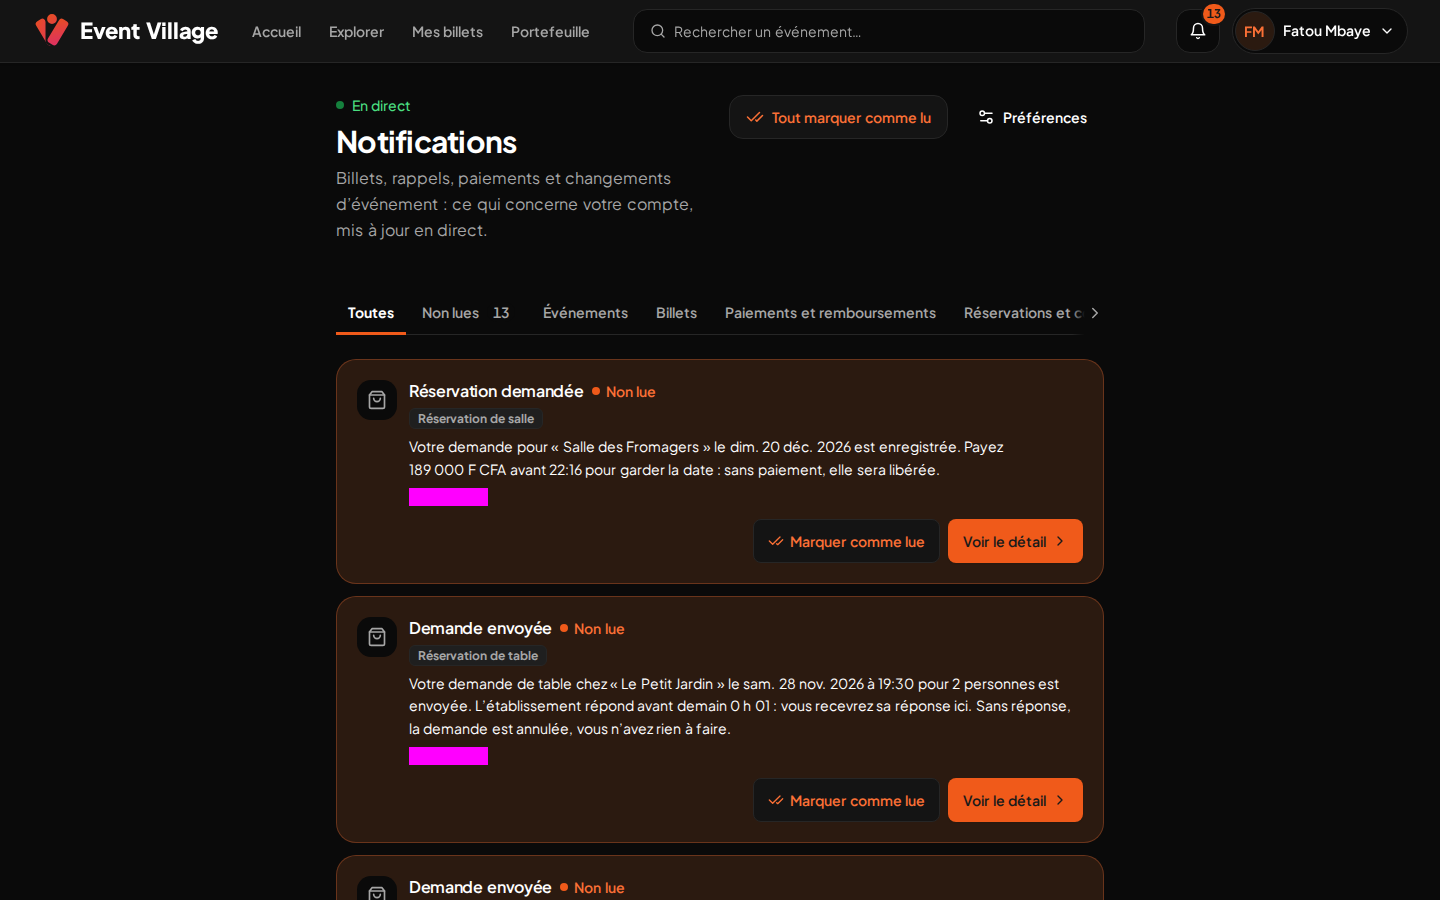 Event Village
Accueil
Explorer
Mes billets
Portefeuille
Rechercher un événement…
13
FM
Fatou Mbaye
En direct
Notifications
Billets, rappels, paiements et changements
d’événement : ce qui concerne votre compte,
mis à jour en direct.
Tout marquer comme lu
Préférences
Toutes
Non lues 13
Événements
Billets
Paiements et remboursements
Réservations et
Réservation demandée
Non lue
Réservation de salle
Votre demande pour « Salle des Fromagers » le dim. 20 déc. 2026 est enregistrée. Payez
189 000 F CFA avant 22:16 pour garder la date : sans paiement, elle sera libérée.
Marquer comme lue
Voir le détail
Demande envoyée
Non lue
Réservation de table
Votre demande de table chez « Le Petit Jardin » le sam. 28 nov. 2026 à 19:30 pour 2 personnes est
envoyée. L’établissement répond avant demain 0 h 01 : vous recevrez sa réponse ici. Sans réponse,
la demande est annulée, vous n’avez rien à faire.
Marquer comme lue
Voir le détail
Demande envoyée
Non lue